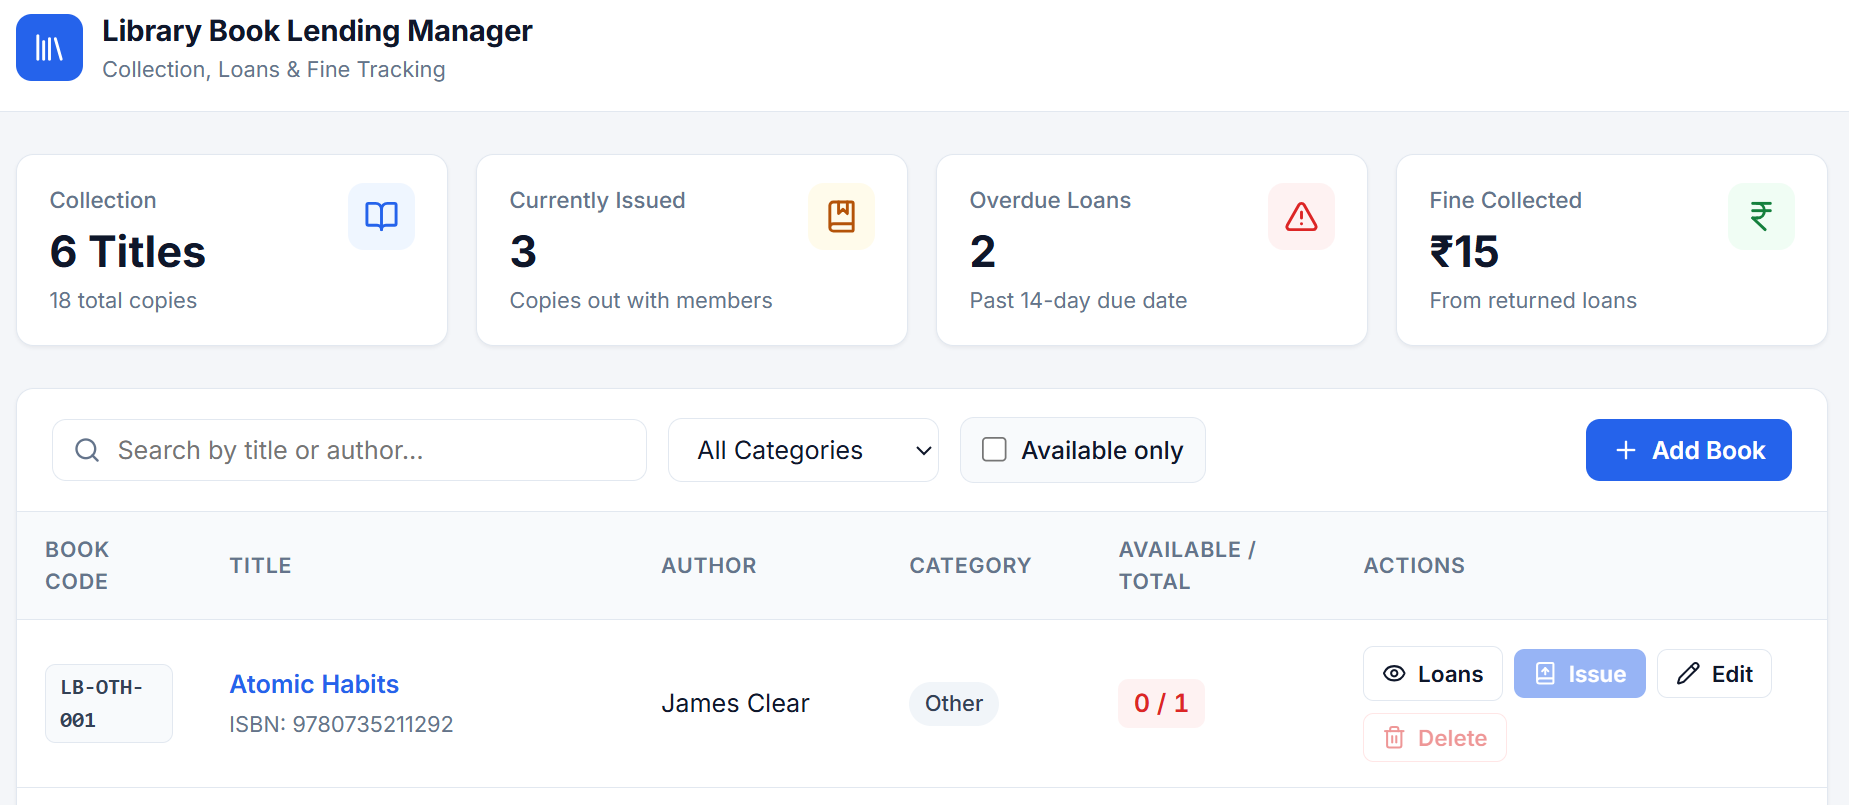 Library Book Lending Manager
Collection, Loans & Fine Tracking
Collection
6 Titles
18 total copies
Currently Issued
3
Copies out with members
Overdue Loans
2
Past 14-day due date
Fine Collected
₹15
From returned loans
Search by title or author...
All Categories
Available only
+ Add Book
BOOK
CODE
TITLE
AUTHOR
CATEGORY
AVAILABLE /
TOTAL
ACTIONS
LB-OTH-
001
Atomic Habits
ISBN: 9780735211292
James Clear
Other
0 / 1
Loans
Issue
Edit
Delete